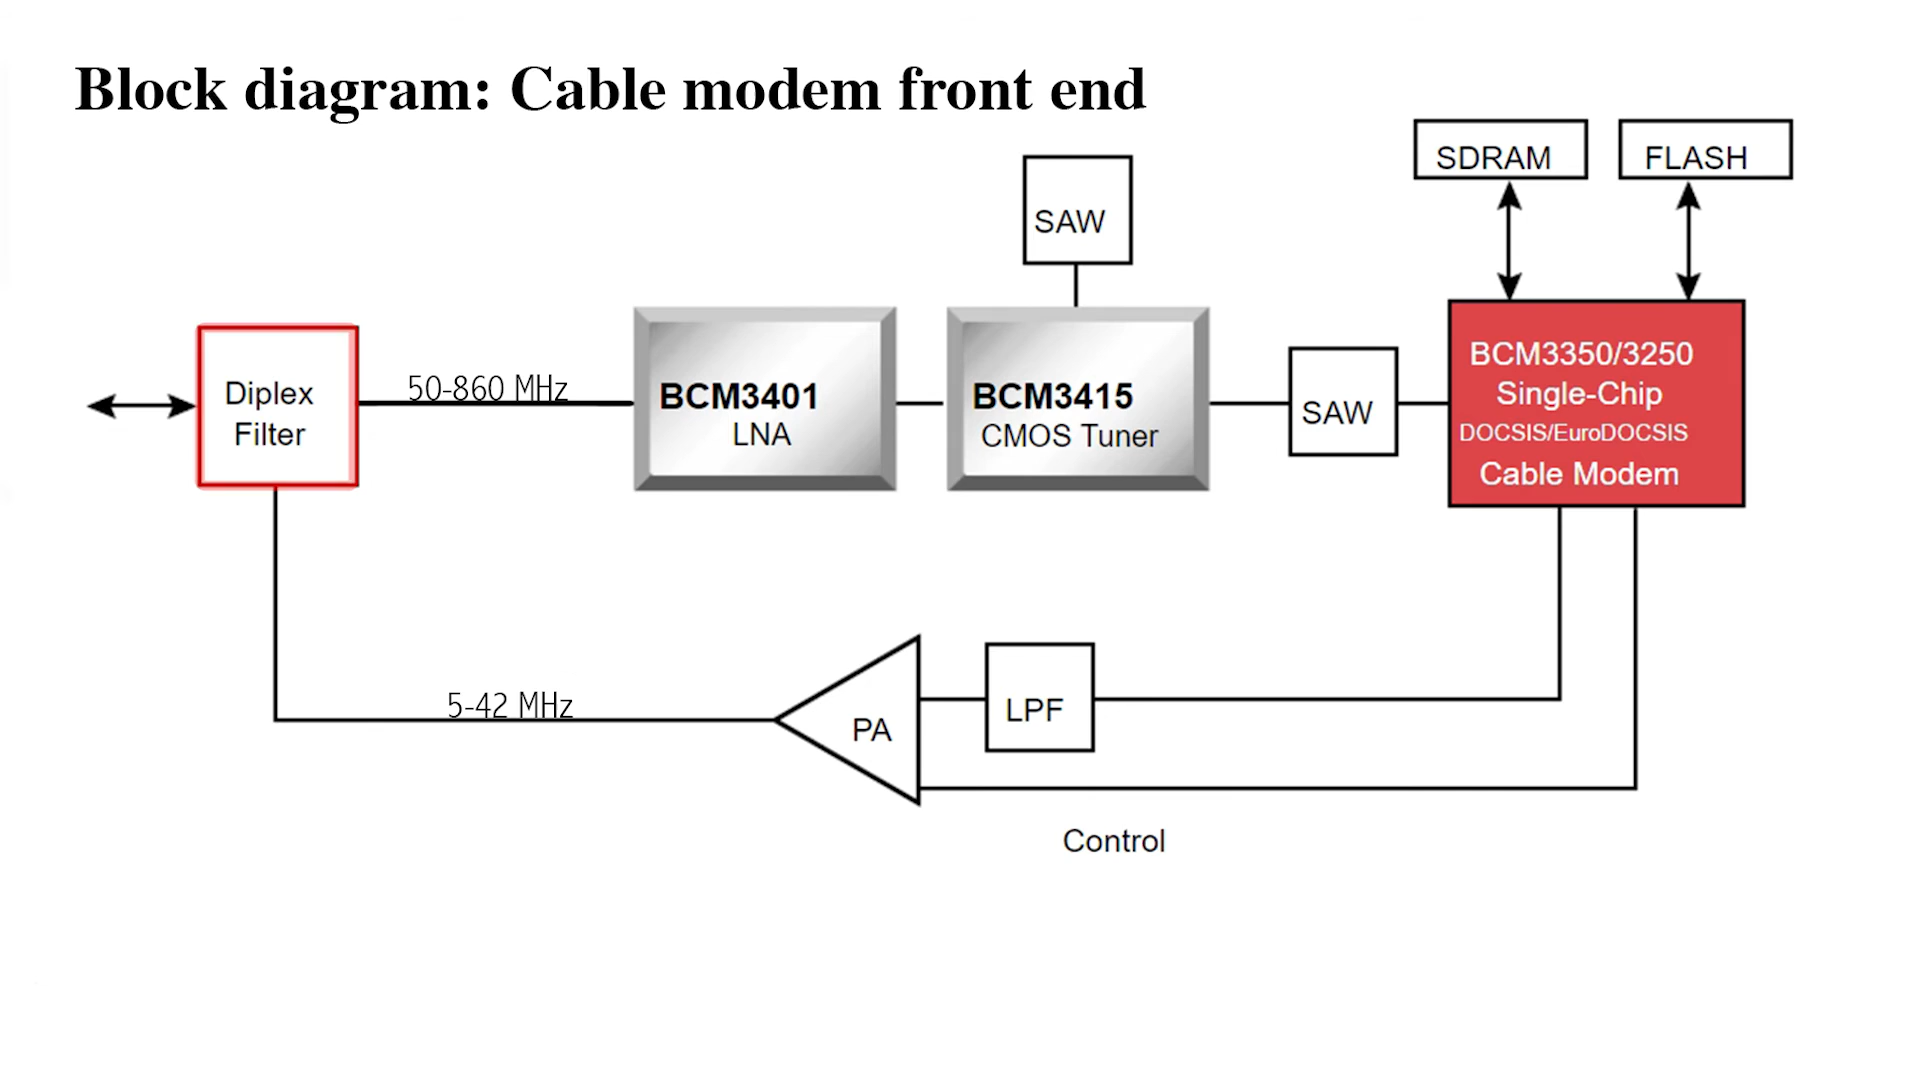 Block diagram: Cable modem front end
SDRAM
FLASH
SAW
Diplex
Filter
50-860 MHz
BCM3401
LNA
BCM3415
CMOS Tuner
SAW
BCM3350/3250
Single-Chip
DOCSIS/EuroDOCSIS
Cable Modem
5-42 MHz
PA
LPF
Control